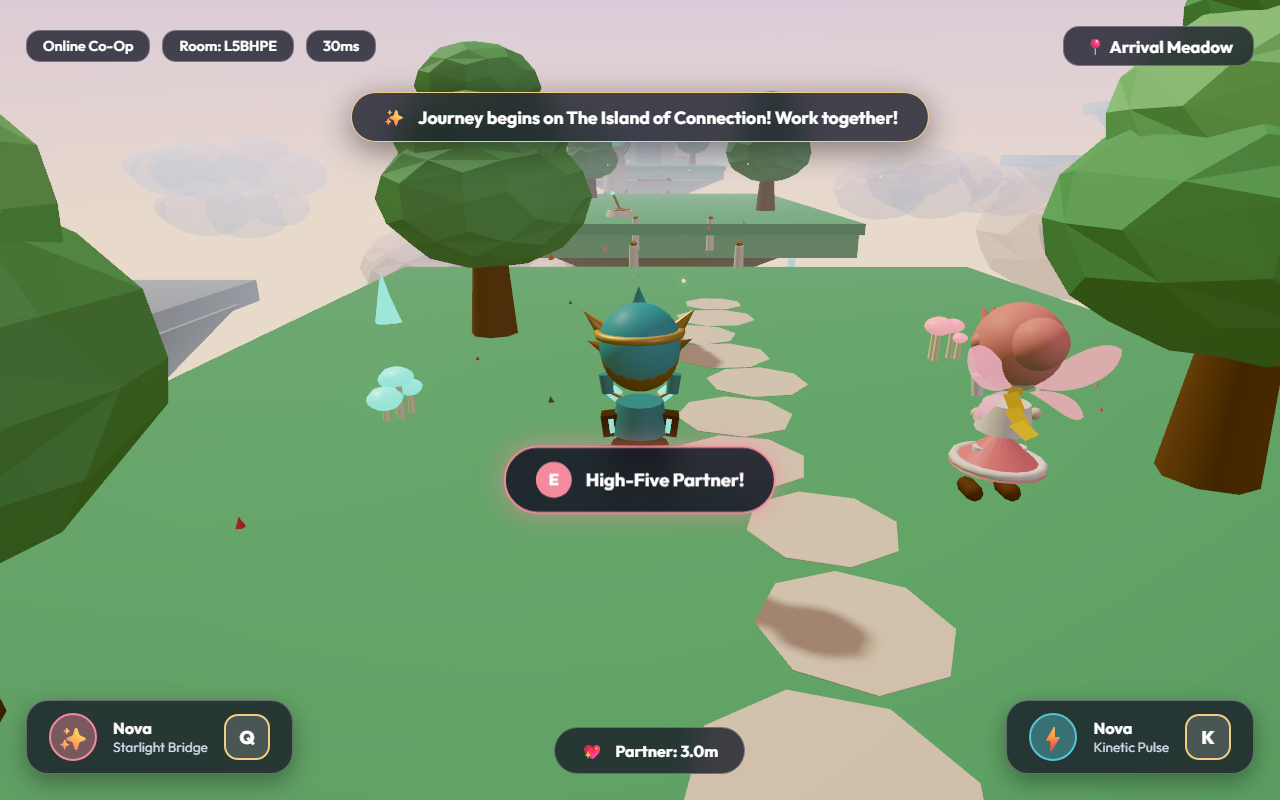 Online Co-Op
Room: L5BHPE
30ms
Arrival Meadow
Journey begins on The Island of Connection! Work together!
E
High-Five Partner!
Nova
Starlight Bridge
Q
Partner: 3.0m
Nova
Kinetic Pulse
K